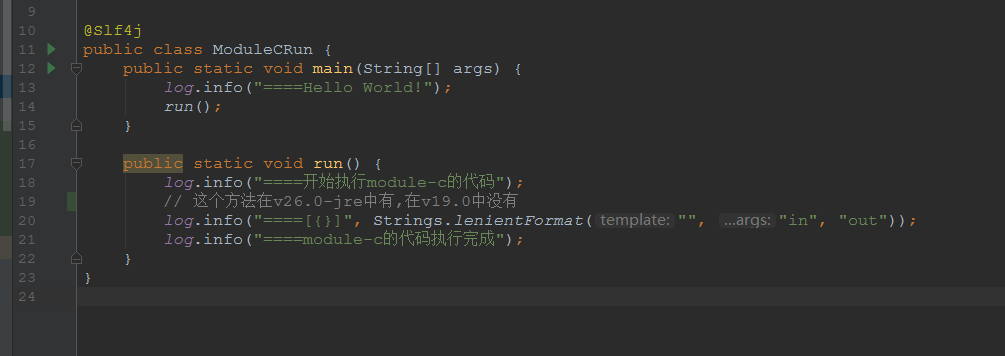 9
10 @Slf4j
11 public class ModuleCRun {
12 public static void main(String[] args) {
13 log.info("====Hello World!");
14 run();
15 }
16
17 public static void run() {
18 log.info("====开始执行module-c的代码");
19 // 这个方法在v26.0-jre中有,在v19.0中没有
20 log.info("====[{}]", Strings.lenientFormat( template: "", ...args: "in", "out"));
21 log.info("====module-c的代码执行完成");
22 }
23 }
24